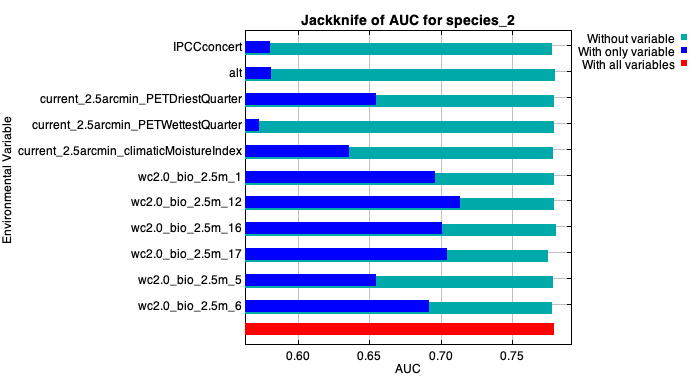 Jackknife of AUC for species_2
Without variable
With only variable
With all variables
Environmental Variable
IPCCconcert
alt
current_2.5arcmin_PETDriestQuarter
current_2.5arcmin_PETWettestQuarter
current_2.5arcmin_climaticMoistureIndex
wc2.0_bio_2.5m_1
wc2.0_bio_2.5m_12
wc2.0_bio_2.5m_16
wc2.0_bio_2.5m_17
wc2.0_bio_2.5m_5
wc2.0_bio_2.5m_6
0.60 0.65 0.70 0.75
AUC